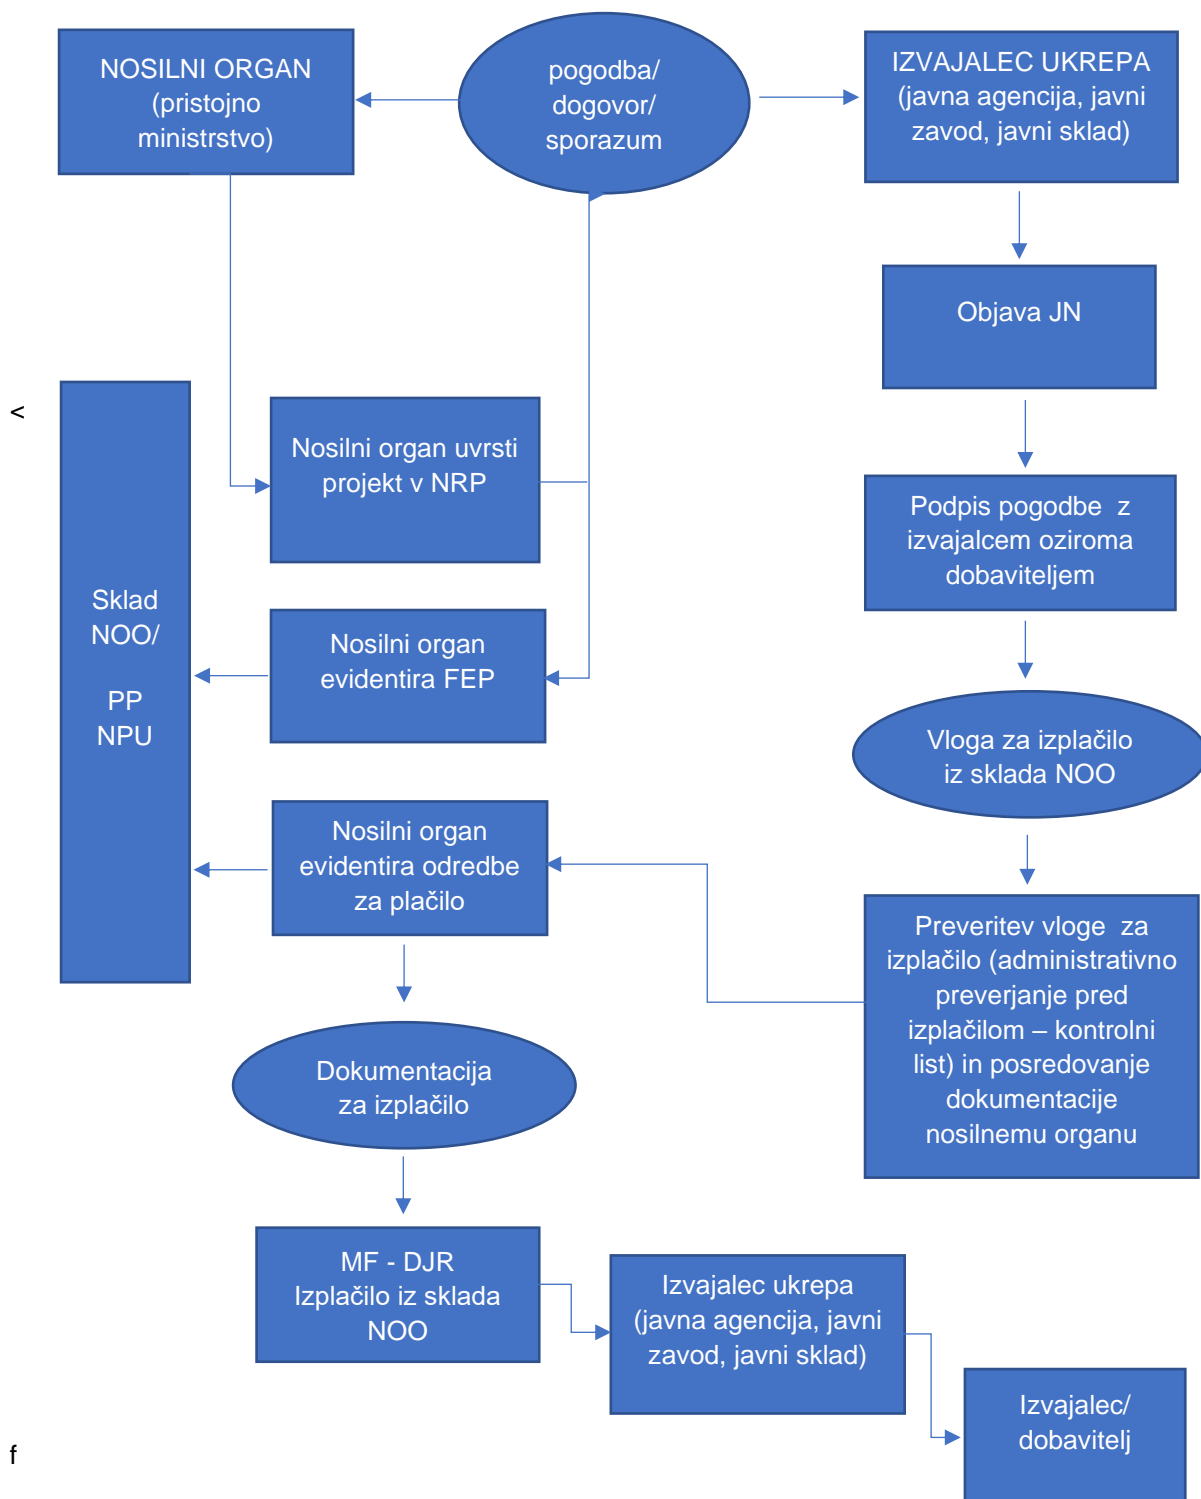 NOSILNI ORGAN
(pristojno
ministrstvo)
pogodba/
dogovor/
sporazum
IZVAJALEC UKREPA
(javna agencija, javni
zavod, javni sklad)
Objava JN
<
Nosilni organ uvrsti
projekt v NRP
Podpis pogodbe z
izvajalcem oziroma
dobaviteljem
Sklad
NOO/
PP
NPU
Nosilni organ
evidentira FEP
Vloga za izplačilo
iz sklada NOO
Nosilni organ
evidentira odredbe
za plačilo
Preveritev vloge za
izplačilo (administrativno
preverjanje pred
izplačilom – kontrolni
list) in posredovanje
dokumentacije
nosilnemu organu
Dokumentacija
za izplačilo
MF - DJR
Izplačilo iz sklada
NOO
Izvajalec ukrepa
(javna agencija, javni
zavod, javni sklad)
Izvajalec/
dobavitelj
f